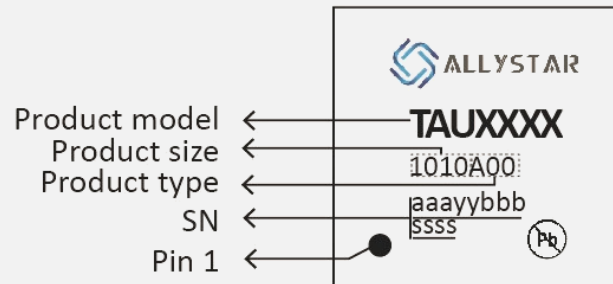 ALLYSTAR
Product model
TAUXXXX
Product size
1010A00
Product type
aaayybbb
SN
ssss
Pb
Pin 1